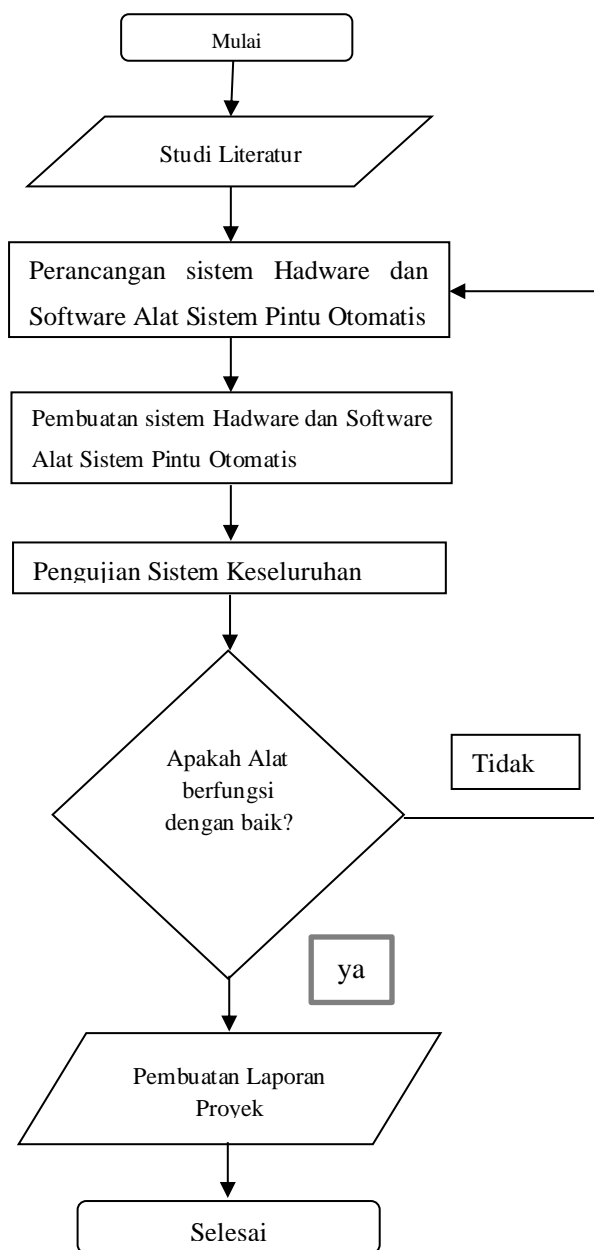 Mulai
Studi Literatur
Perancangan sistem Hadware dan
Software Alat Sistem Pintu Otomatis
Pembuatan sistem Hadware dan Software
Alat Sistem Pintu Otomatis
Pengujian Sistem Keseluruhan
Apakah Alat
berfungsi
dengan baik?
Tidak
ya
Pembuatan Laporan
Proyek
Selesai